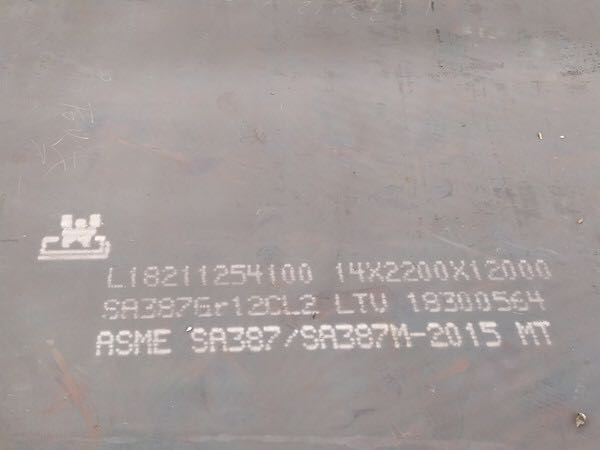 L18211254100 14X2200X12000
SA387Gr12CL2 LTV 18300564
ASME SA387/SA387M-2015 MT